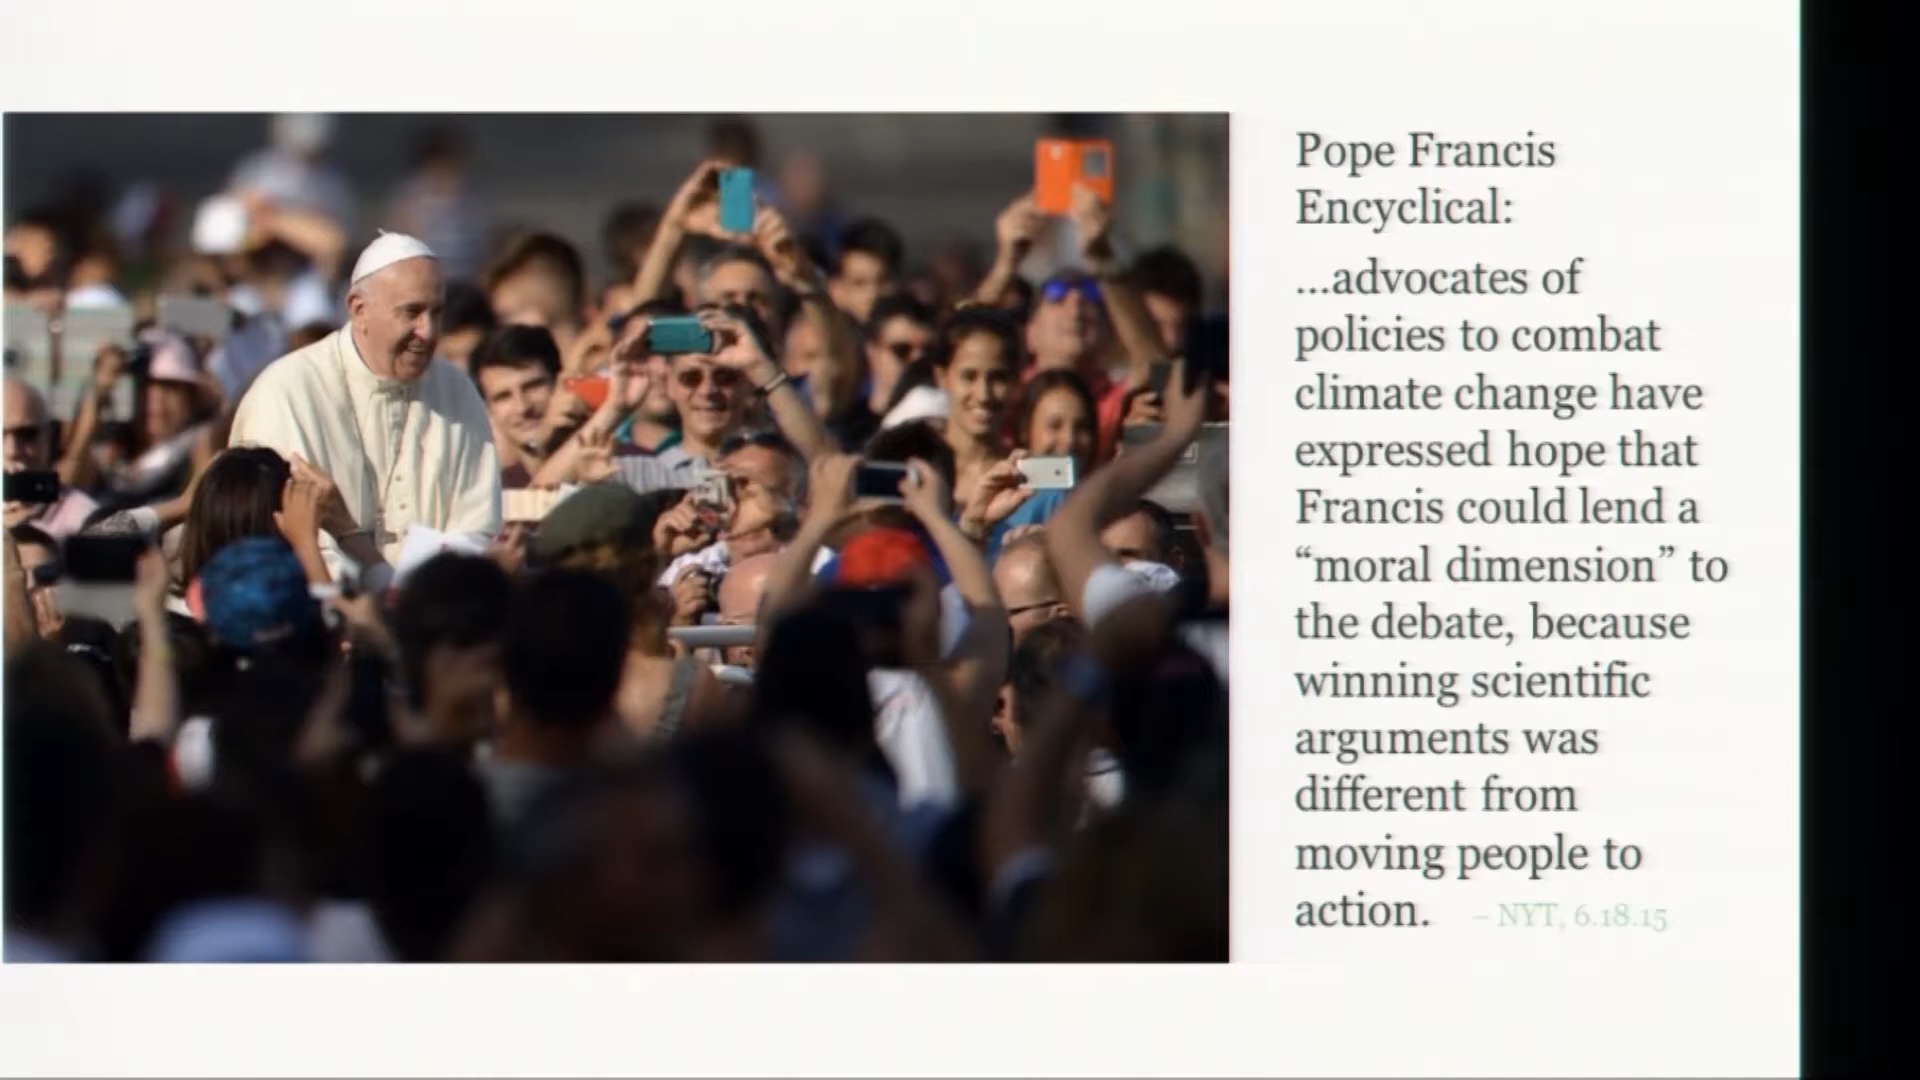 Pope Francis
Encyclical:
...advocates of
policies to combat
climate change have
expressed hope that
Francis could lend a
“moral dimension” to
the debate, because
winning scientific
arguments was
different from
moving people to
action. – NYT, 6.18.15